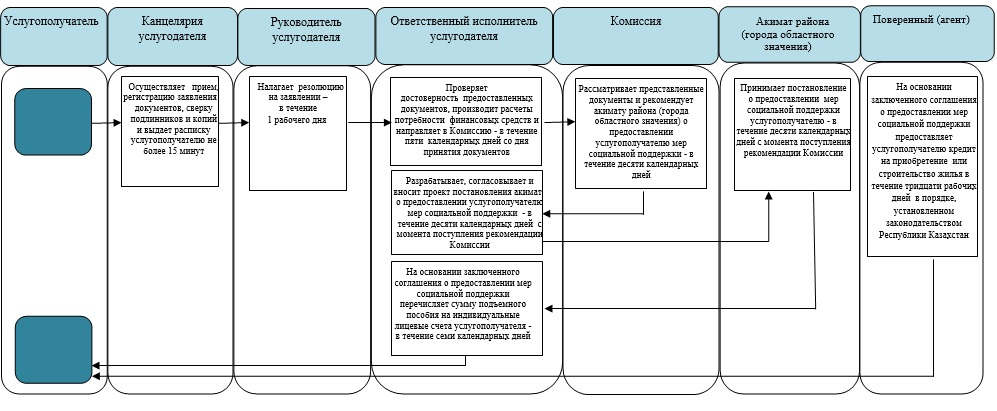 Услугополучатель
Канцелярия
услугодателя
Руководитель
услугодателя
Ответственный исполнитель
услугодателя
Комиссия
Акимат района
(города областного
значения)
Поверенный (агент)
Осуществляет прием,
регистрацию заявления
документов, сверку
подлинников и копий
и выдает расписку
услугополучателю не
более 15 минут
Налагает резолюцию
на заявлении –
в течение
1 рабочего дня
Проверяет
достоверность предоставленных
документов, производит расчеты
потребности финансовых средств и
направляет в Комиссию - в течение
пяти календарных дней со дня
принятия документов
Разрабатывает, согласовывает и
вносит проект постановления акимат
о предоставлении услугополучателю
мер социальной поддержки - в
течение десяти календарных дней с
момента поступления рекомендации
Комиссии
На основании заключенного
соглашения о предоставлении мер
социальной поддержки
перечисляет сумму подъемного
пособия на индивидуальные
лицевые счета услугополучателя -
в течение семи календарных дней
Рассматривает представленные
документы и рекомендует
акимату района (города
областного значения) о
предоставлении
услугополучателю мер
социальной поддержки - в
течение десяти календарных
дней
Принимает постановление
о предоставлении мер
социальной поддержки
услугополучателю - в
течение десяти календарных
дней с момента поступления
рекомендации Комиссии
На основании
заключенного соглашения
о предоставлении мер
социальной поддержки
предоставляет
услугополучателю кредит
на приобретение или
строительство жилья в
течение тридцати рабочих
дней в порядке,
установленном
законодательством
Республики Казахстан